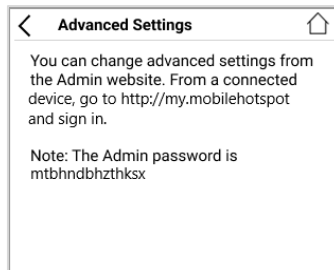 Advanced Settings
You can change advanced settings from
the Admin website. From a connected
device, go to http://my.mobilehotspot
and sign in.
Note: The Admin password is
mtbhndbhzthksx